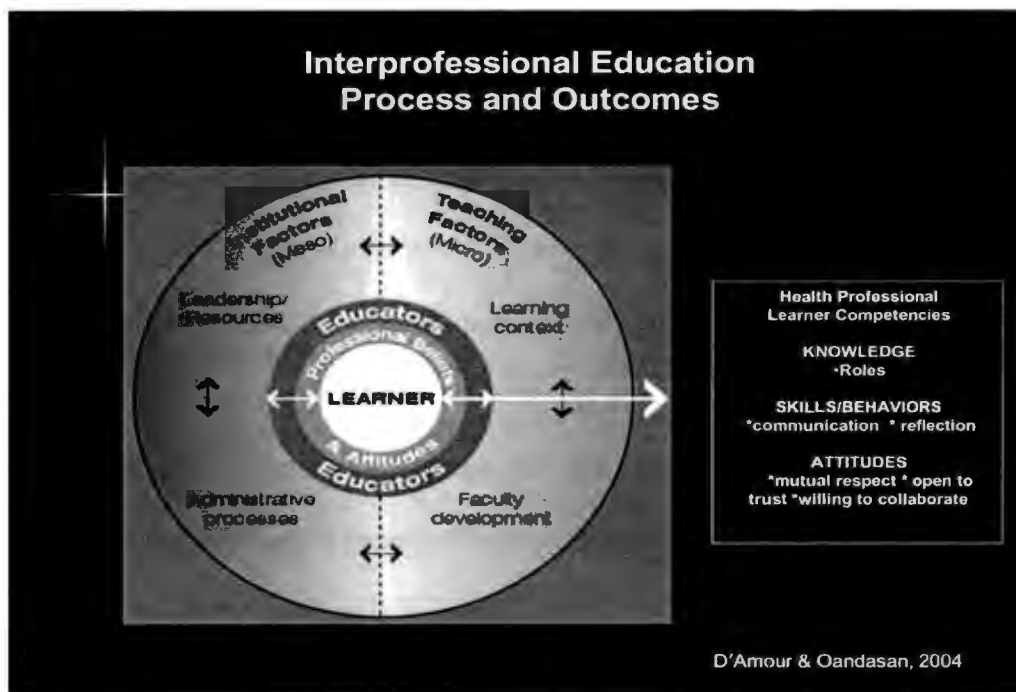 Interprofessional Education
Process and Outcomes
Institutional
Factors
(Meso)
Teaching
Factors
(Micro)
Leadership/
Resources
Learning
context
Educators
Professional Beliefs
LEARNER
& Attitudes
Educators
Administrative
processes
Faculty
development
Health Professional
Learner Competencies
KNOWLEDGE
•Roles
SKILLS/BEHAVIORS
*communication * reflection
ATTITUDES
*mutual respect * open to
trust *willing to collaborate
D'Amour & Oandasan, 2004